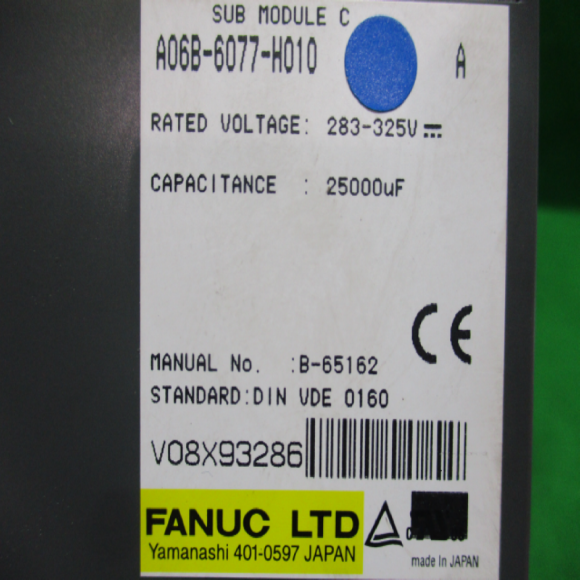 SUB MODULE C
A06B-6077-H010 A
RATED VOLTAGE: 283-325V
CAPACITANCE : 25000uF
CE
MANUAL No. :B-65162
STANDARD:DIN VDE 0160
V08X93286
FANUC LTD
Yamanashi 401-0597 JAPAN
made in JAPAN